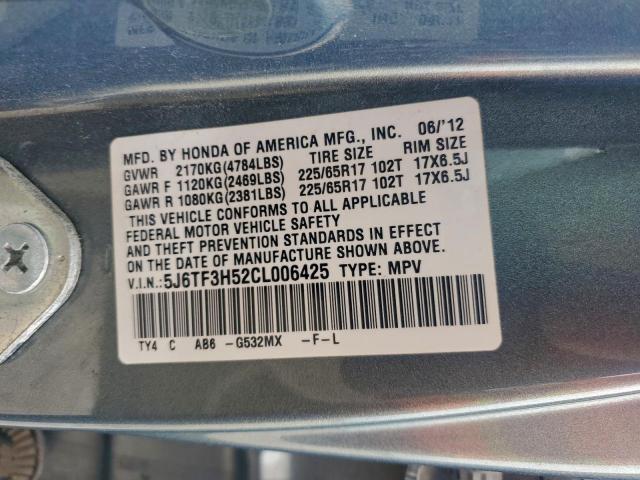 MFD. BY HONDA OF AMERICA MFG., INC. 06/'12
GVWR 2170KG(4784LBS) TIRE SIZE RIM SIZE
GAWR F 1120KG(2469LBS) 225/65R17 102T 17X6.5J
GAWR R 1080KG(2381LBS) 225/65R17 102T 17X6.5J
THIS VEHICLE CONFORMS TO ALL APPLICABLE
FEDERAL MOTOR VEHICLE SAFETY
AND THEFT PREVENTION STANDARDS IN EFFECT
ON THE DATE OF MANUFACTURE SHOWN ABOVE.
V.I.N.:5J6TF3H52CL006425 TYPE: MPV
TY4 C AB6 -G532MX -F-L